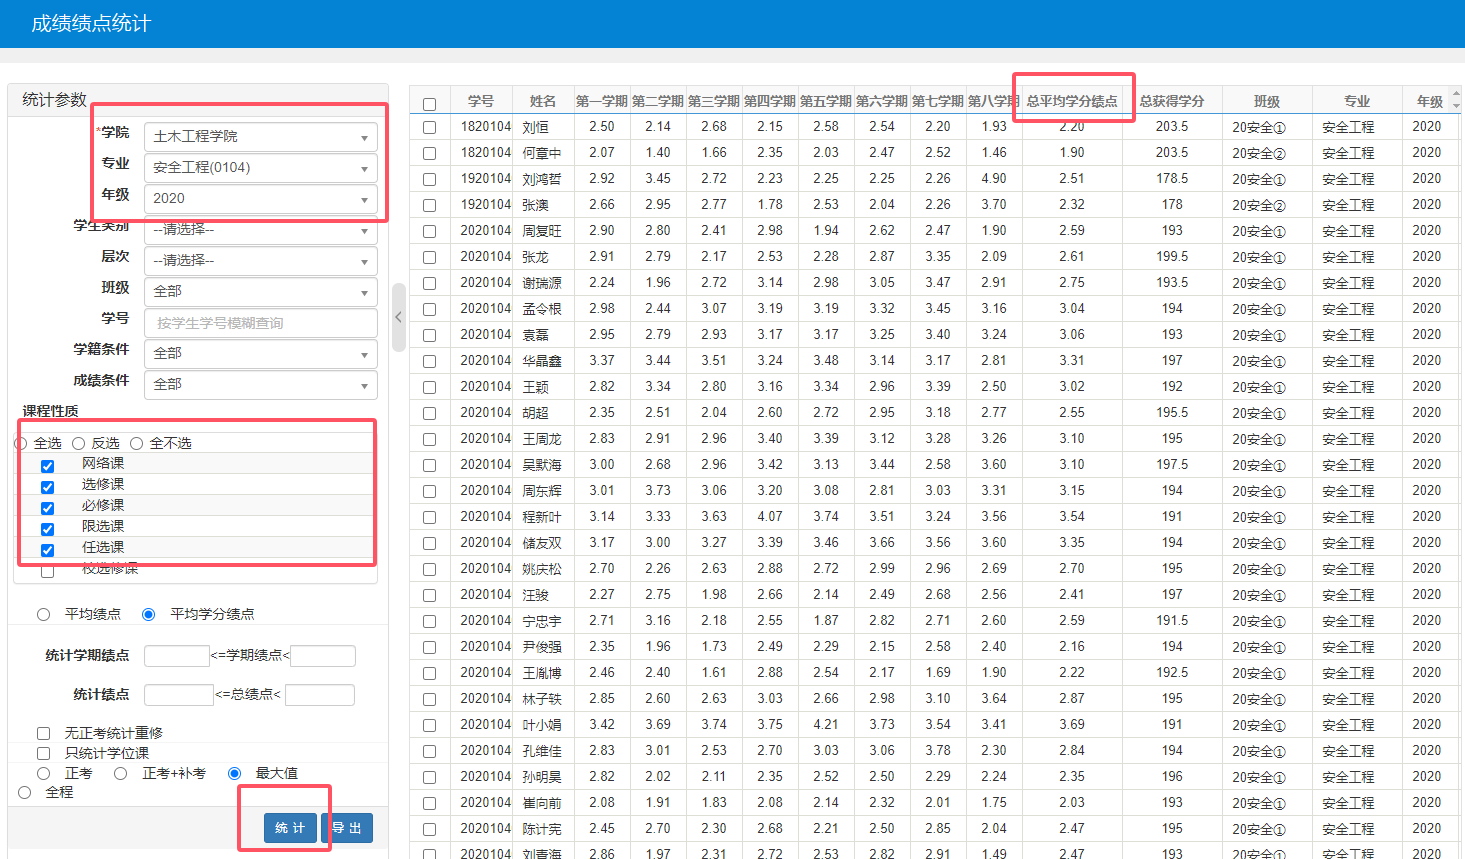 成绩绩点统计
统计参数
*学院 土木工程学院
专业 安全工程(0104)
年级 2020
学生类别 --请选择--
层次 --请选择--
班级 全部
学号 按学生学号模糊查询
学籍条件 全部
成绩条件 全部
课程性质
全选 反选 全不选
网络课
选修课
必修课
限选课
任选课
校选修课
平均绩点 平均学分绩点
统计学期绩点 <=学期绩点<
统计绩点 <=总绩点<
无正考统计重修
只统计学位课
正考 正考+补考 最大值
全程
统 计 导 出
学号 姓名 第一学期 第二学期 第三学期 第四学期 第五学期 第六学期 第七学期 第八学期 总平均学分绩点 总获得学分 班级 专业 年级
1820104 刘恒 2.50 2.14 2.68 2.15 2.58 2.54 2.20 1.93 2.20 203.5 20安全① 安全工程 2020
1820104 何章中 2.07 1.40 1.66 2.35 2.03 2.47 2.52 1.46 1.90 203.5 20安全② 安全工程 2020
1920104 刘鸿哲 2.92 3.45 2.72 2.23 2.25 2.25 2.26 4.90 2.51 178.5 20安全① 安全工程 2020
1920104 张澳 2.66 2.95 2.77 1.78 2.53 2.04 2.26 3.70 2.32 178 20安全② 安全工程 2020
2020104 周复旺 2.90 2.80 2.41 2.98 1.94 2.62 2.47 1.90 2.59 193 20安全① 安全工程 2020
2020104 张龙 2.91 2.79 2.17 2.53 2.28 2.87 3.35 2.09 2.61 199.5 20安全① 安全工程 2020
2020104 谢瑞源 2.24 1.96 2.72 3.14 2.98 3.05 3.47 2.91 2.75 193.5 20安全① 安全工程 2020
2020104 孟令根 2.98 2.44 3.07 3.19 3.19 3.32 3.45 3.16 3.04 194 20安全① 安全工程 2020
2020104 袁磊 2.95 2.79 2.93 3.17 3.17 3.25 3.40 3.24 3.06 193 20安全① 安全工程 2020
2020104 华晶鑫 3.37 3.44 3.51 3.24 3.48 3.14 3.17 2.81 3.31 197 20安全① 安全工程 2020
2020104 王颖 2.82 3.34 2.80 3.16 3.34 2.96 3.39 2.50 3.02 192 20安全① 安全工程 2020
2020104 胡超 2.35 2.51 2.04 2.60 2.72 2.95 3.18 2.77 2.55 195.5 20安全① 安全工程 2020
2020104 王周龙 2.83 2.91 2.96 3.40 3.39 3.12 3.28 3.26 3.10 195 20安全① 安全工程 2020
2020104 吴默海 3.00 2.68 2.96 3.42 3.13 3.44 2.58 3.60 3.10 197.5 20安全① 安全工程 2020
2020104 周东辉 3.01 3.73 3.06 3.20 3.08 2.81 3.03 3.31 3.15 194 20安全① 安全工程 2020
2020104 程新叶 3.14 3.33 3.63 4.07 3.74 3.51 3.24 3.56 3.54 191 20安全① 安全工程 2020
2020104 储友双 3.17 3.00 3.27 3.39 3.46 3.66 3.56 3.60 3.35 194 20安全① 安全工程 2020
2020104 姚庆松 2.70 2.26 2.63 2.88 2.72 2.99 2.96 2.69 2.70 195 20安全① 安全工程 2020
2020104 汪骏 2.27 2.75 1.98 2.66 2.14 2.49 2.68 2.56 2.41 197 20安全① 安全工程 2020
2020104 宁忠宇 2.71 3.16 2.18 2.55 1.87 2.82 2.71 2.60 2.59 191.5 20安全① 安全工程 2020
2020104 尹俊强 2.35 1.96 1.73 2.49 2.29 2.15 2.58 2.40 2.16 194 20安全① 安全工程 2020
2020104 王胤博 2.46 2.40 1.61 2.88 2.54 2.17 1.69 1.90 2.22 192.5 20安全① 安全工程 2020
2020104 林子轶 2.85 2.60 2.63 3.03 2.66 2.98 3.10 3.64 2.87 195 20安全① 安全工程 2020
2020104 叶小娟 3.42 3.69 3.74 3.75 4.21 3.73 3.54 3.41 3.69 191 20安全① 安全工程 2020
2020104 孔维佳 2.83 3.01 2.53 2.70 3.03 3.06 3.78 2.30 2.84 194 20安全① 安全工程 2020
2020104 孙明昊 2.82 2.02 2.11 2.35 2.52 2.50 2.29 2.24 2.35 196 20安全① 安全工程 2020
2020104 崔向前 2.08 1.91 1.83 2.08 2.14 2.32 2.01 1.75 2.03 193 20安全① 安全工程 2020
2020104 陈计宪 2.45 2.70 2.30 2.68 2.21 2.50 2.85 2.04 2.47 195 20安全① 安全工程 2020
2020104 刘青海 2.86 1.97 2.31 2.72 2.53 2.82 2.91 1.49 2.47 193 20安全① 安全工程 2020